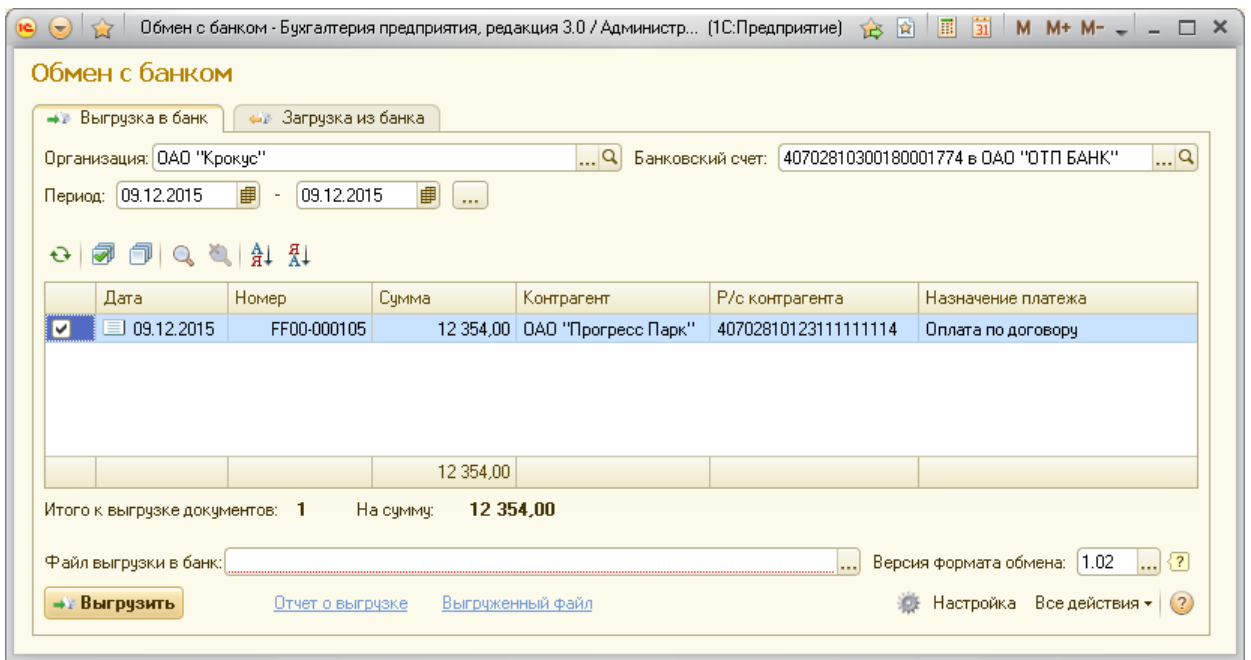 1С Обмен с банком - Бухгалтерия предприятия, редакция 3.0 / Администр... (1С:Предприятие) 31 M M+ M-
Обмен с банком
Выгрузка в банк Загрузка из банка
Организация: ОАО "Крокус" ... Банковский счет: 40702810300180001774 в ОАО "ОТП БАНК" ...
Период: 09.12.2015 - 09.12.2015 ...
А Я Я А
Дата Номер Сумма Контрагент Р/с контрагента Назначение платежа
09.12.2015 FF00-000105 12 354,00 ОАО "Прогресс Парк" 40702810123111111114 Оплата по договору
12 354,00
Итого к выгрузке документов: 1 На сумму: 12 354,00
Файл выгрузки в банк: ... Версия формата обмена: 1.02 ... ?
Выгрузить Отчет о выгрузке Выгруженный файл Настройка Все действия ?